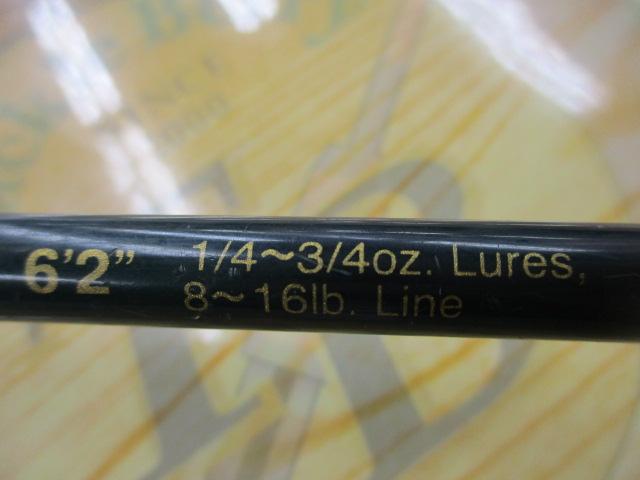 6’2” 1/4~3/4oz. Lures,
8~16lb. Line